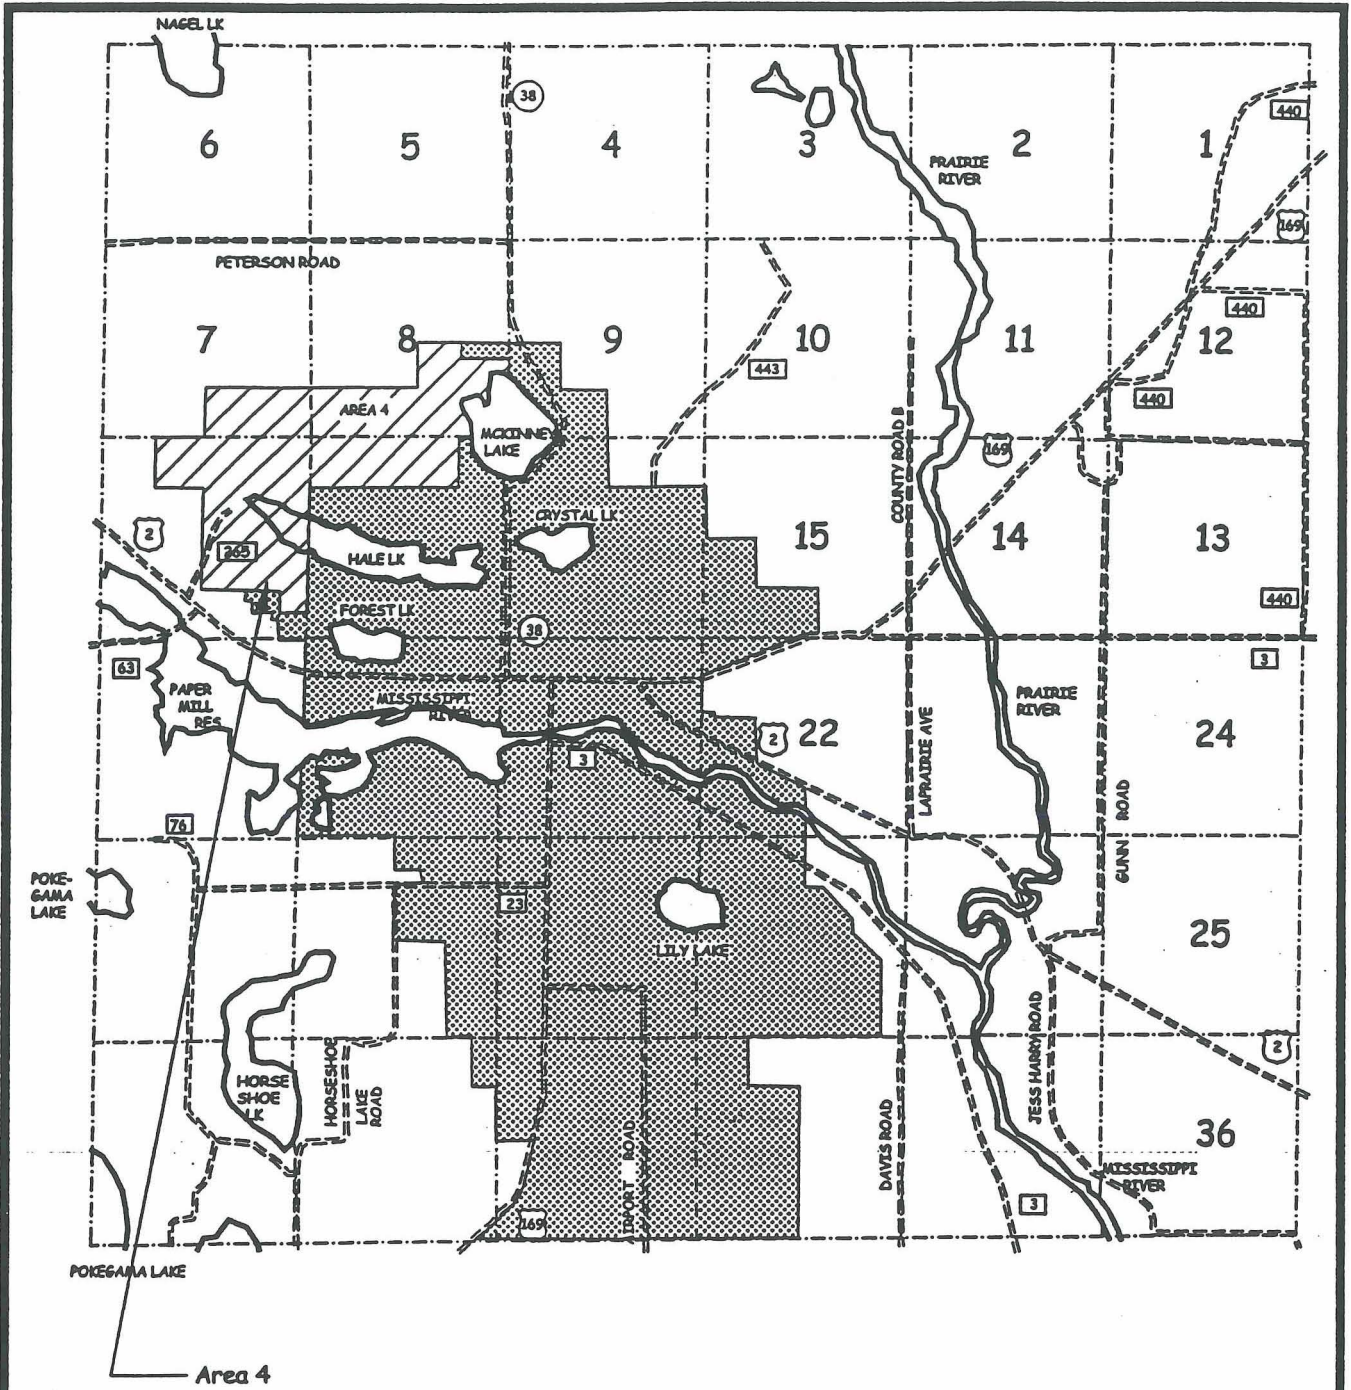 NAGEL LK
38
440
6
5
4
3
2
1
PRAIRIE
RIVER
169
PETERSON ROAD
440
7
8
9
10
11
12
443
440
AREA 4
MCKINNEY
LAKE
COUNTY ROAD B
169
2
265
HALE LK
CRYSTAL LK
15
14
13
440
FOREST LK
38
63
3
PAPER
MILL
RES
MISSISSIPPI
RIVER
PRAIRIE
RIVER
2
22
24
3
LAPRAIRIE AVE
GUNN ROAD
76
POKE-
GAMA
LAKE
23
LILY LAKE
25
HORSE
SHOE
LK
HORSESHOE
LAKE
ROAD
JESS HARRY ROAD
2
DAVIS ROAD
AIRPORT ROAD
36
MISSISSIPPI
RIVER
169
3
POKEGAMA LAKE
Area 4